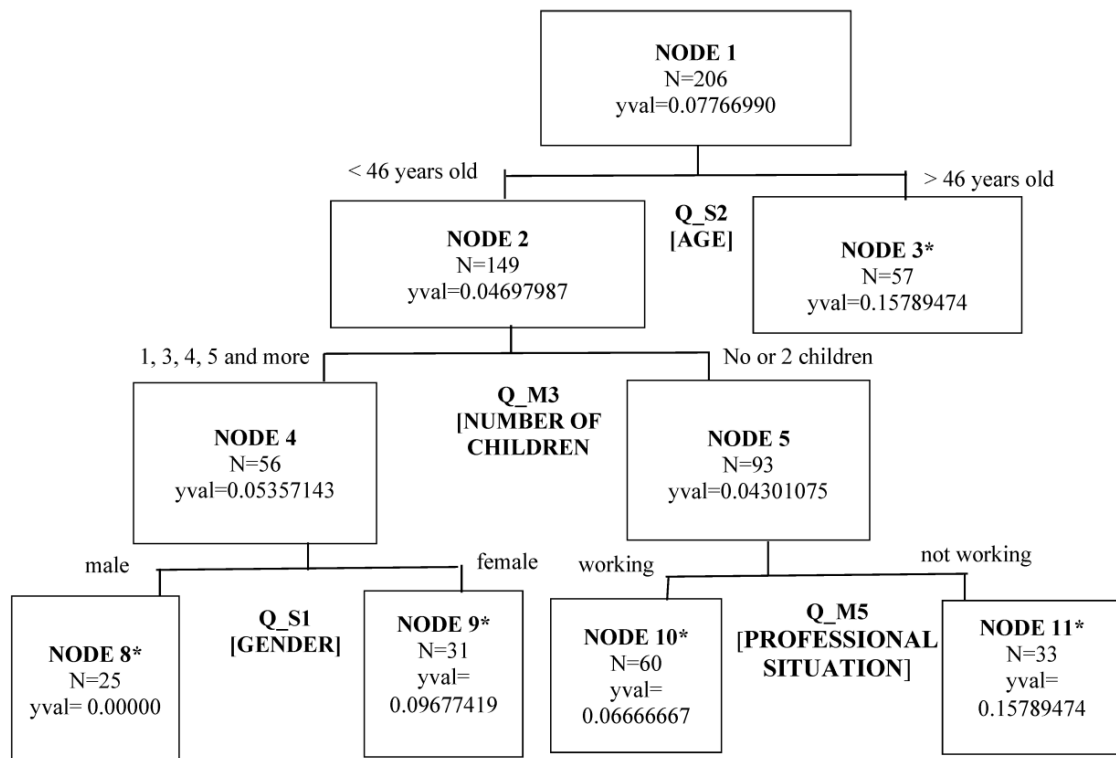 NODE 1
N=206
yval=0.07766990
< 46 years old
> 46 years old
Q_S2
[AGE]
NODE 2
N=149
yval=0.04697987
NODE 3*
N=57
yval=0.15789474
1, 3, 4, 5 and more
No or 2 children
Q_M3
[NUMBER OF
CHILDREN
NODE 4
N=56
yval=0.05357143
NODE 5
N=93
yval=0.04301075
male
female
working
not working
Q_S1
[GENDER]
Q_M5
[PROFESSIONAL
SITUATION]
NODE 8*
N=25
yval= 0.00000
NODE 9*
N=31
yval=
0.09677419
NODE 10*
N=60
yval=
0.06666667
NODE 11*
N=33
yval=
0.15789474